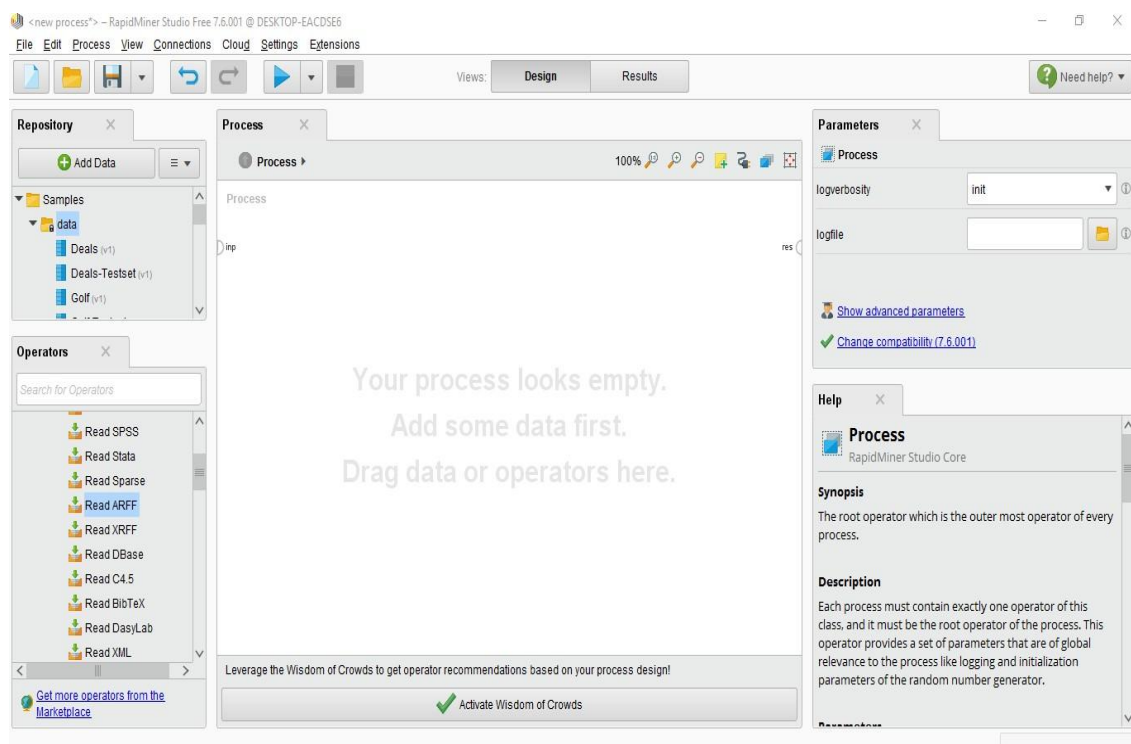 <new process*> – RapidMiner Studio Free 7.6.001 @ DESKTOP-EACDSE6
File Edit Process View Connections Cloud Settings Extensions
Views: Design Results Need help?
Repository
Add Data
Samples
data
Deals (v1)
Deals-Testset (v1)
Golf (v1)
Operators
Search for Operators
Read SPSS
Read Stata
Read Sparse
Read ARFF
Read XRFF
Read DBase
Read C4.5
Read BibTeX
Read DasyLab
Read XML
Get more operators from the
Marketplace
Process
Process
100%
Process
inp res
Your process looks empty.
Add some data first.
Drag data or operators here.
Leverage the Wisdom of Crowds to get operator recommendations based on your process design!
Activate Wisdom of Crowds
Parameters
Process
logverbosity init
logfile
Show advanced parameters
Change compatibility (7.6.001)
Help
Process
RapidMiner Studio Core
Synopsis
The root operator which is the outer most operator of every
process.
Description
Each process must contain exactly one operator of this
class, and it must be the root operator of the process. This
operator provides a set of parameters that are of global
relevance to the process like logging and initialization
parameters of the random number generator.